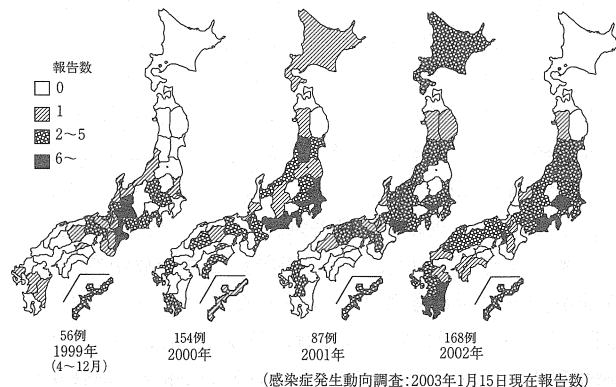 報告数
0
1
2～5
6～
56例
1999年
(4～12月)
154例
2000年
87例
2001年
168例
2002年
(感染症発生動向調査：2003年1月15日現在報告数)